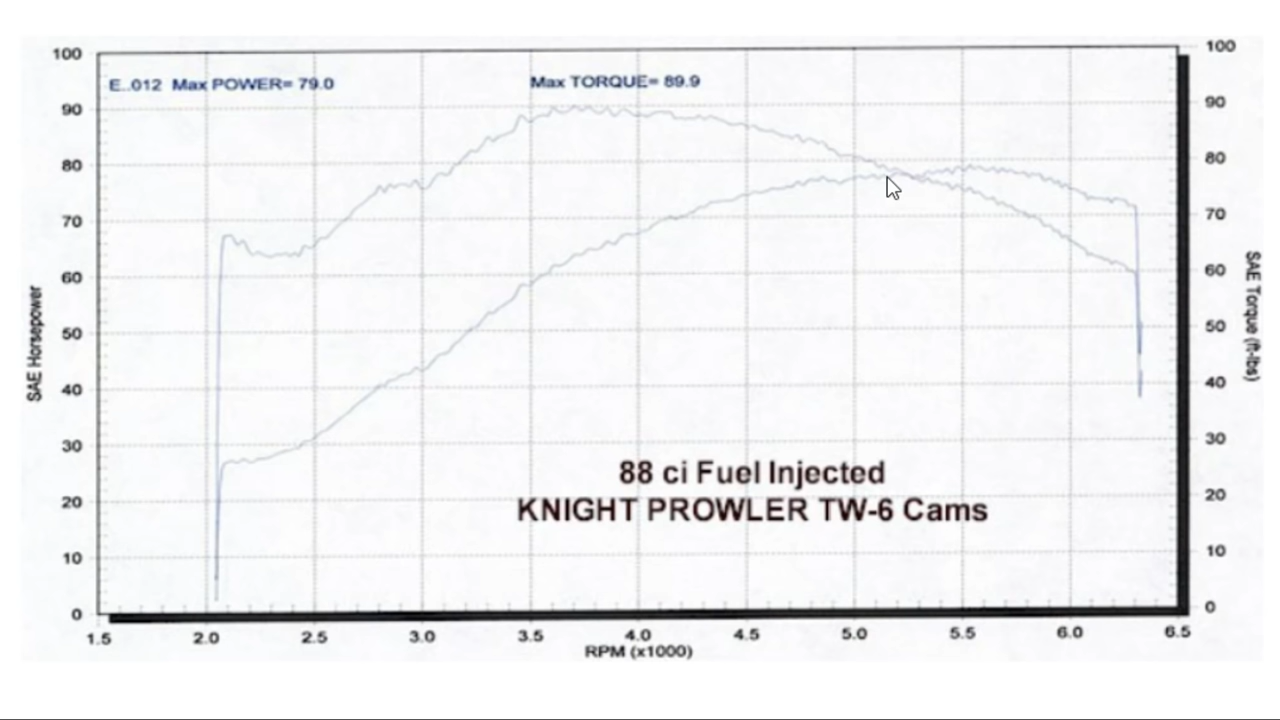 E..012 Max POWER= 79.0
Max TORQUE= 89.9
100
90
80
70
60
50
40
30
20
10
0
SAE Horsepower
100
90
80
70
60
50
40
30
20
10
0
SAE Torque (ft-lbs)
88 ci Fuel Injected
KNIGHT PROWLER TW-6 Cams
1.5 2.0 2.5 3.0 3.5 4.0 4.5 5.0 5.5 6.0 6.5
RPM (x1000)